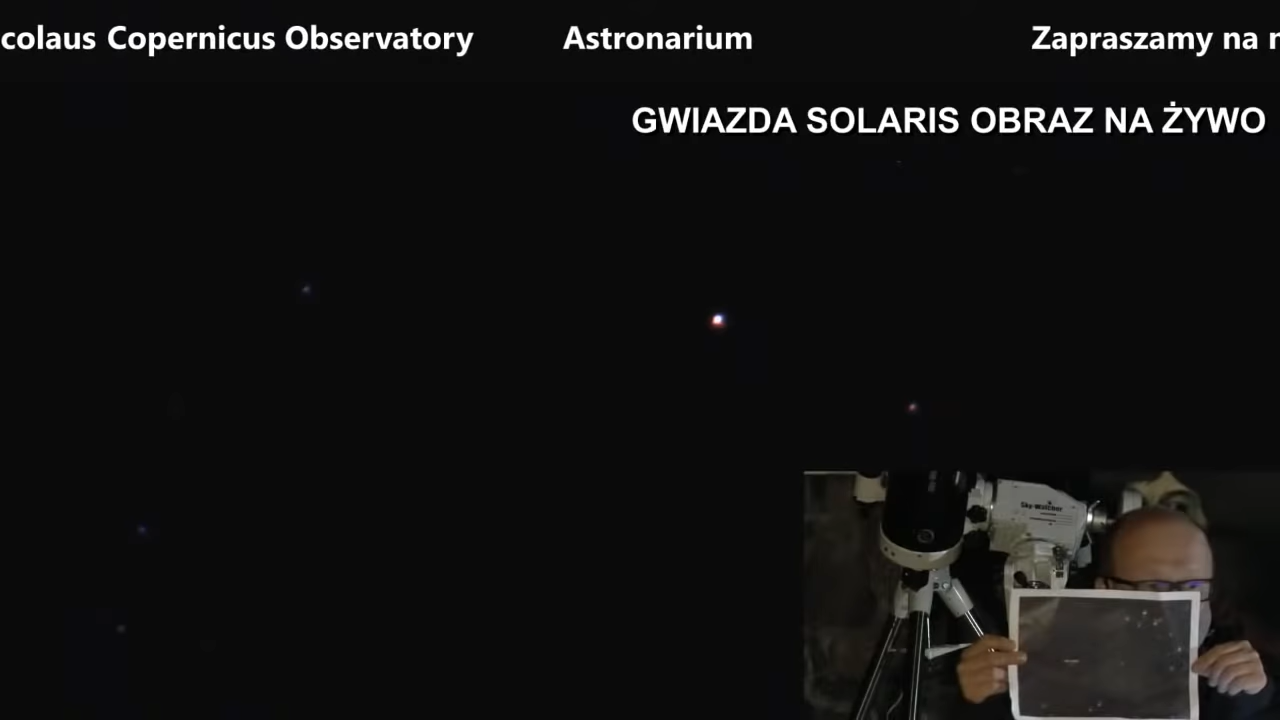 colaus Copernicus Observatory Astronarium Zapraszamy na
GWIAZDA SOLARIS OBRAZ NA ŻYWO
Sky-Watcher